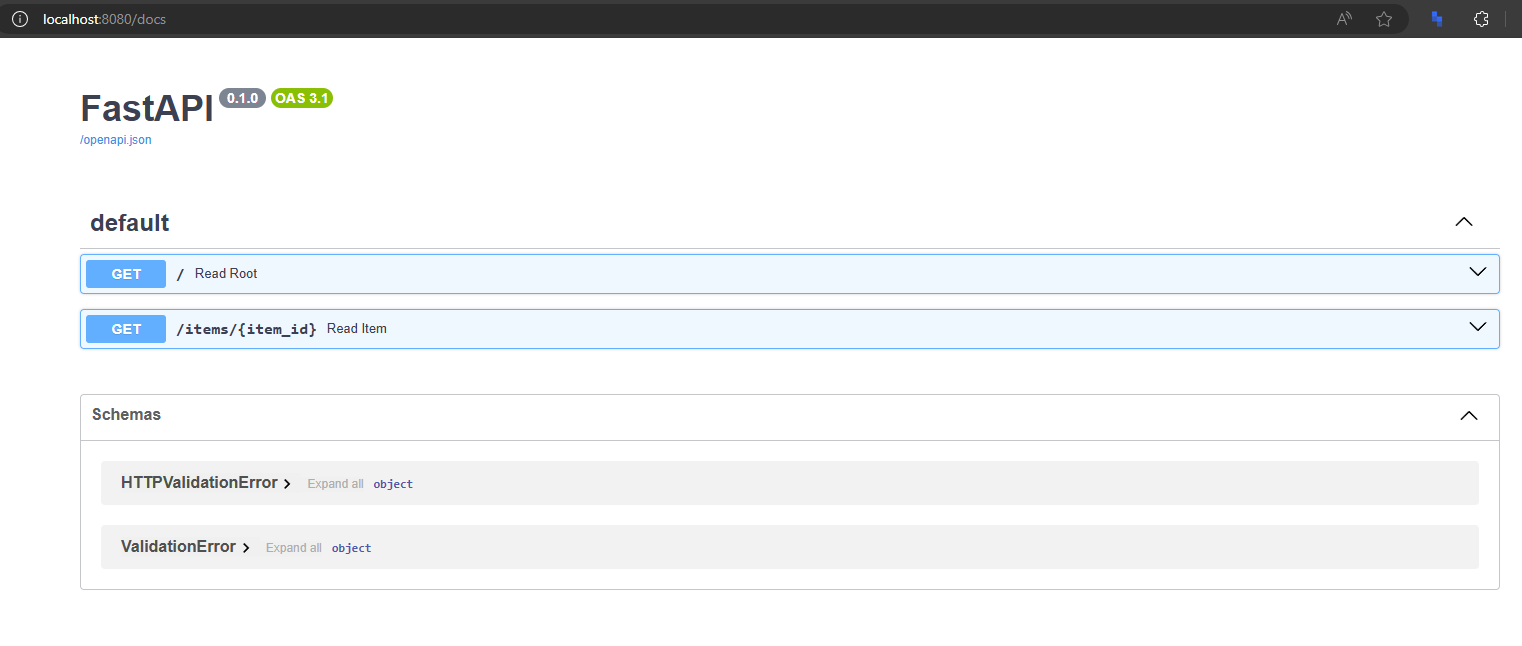 localhost:8080/docs
FastAPI 0.1.0 OAS 3.1
/openapi.json
default
GET / Read Root
GET /items/{item_id} Read Item
Schemas
HTTPValidationError Expand all object
ValidationError Expand all object